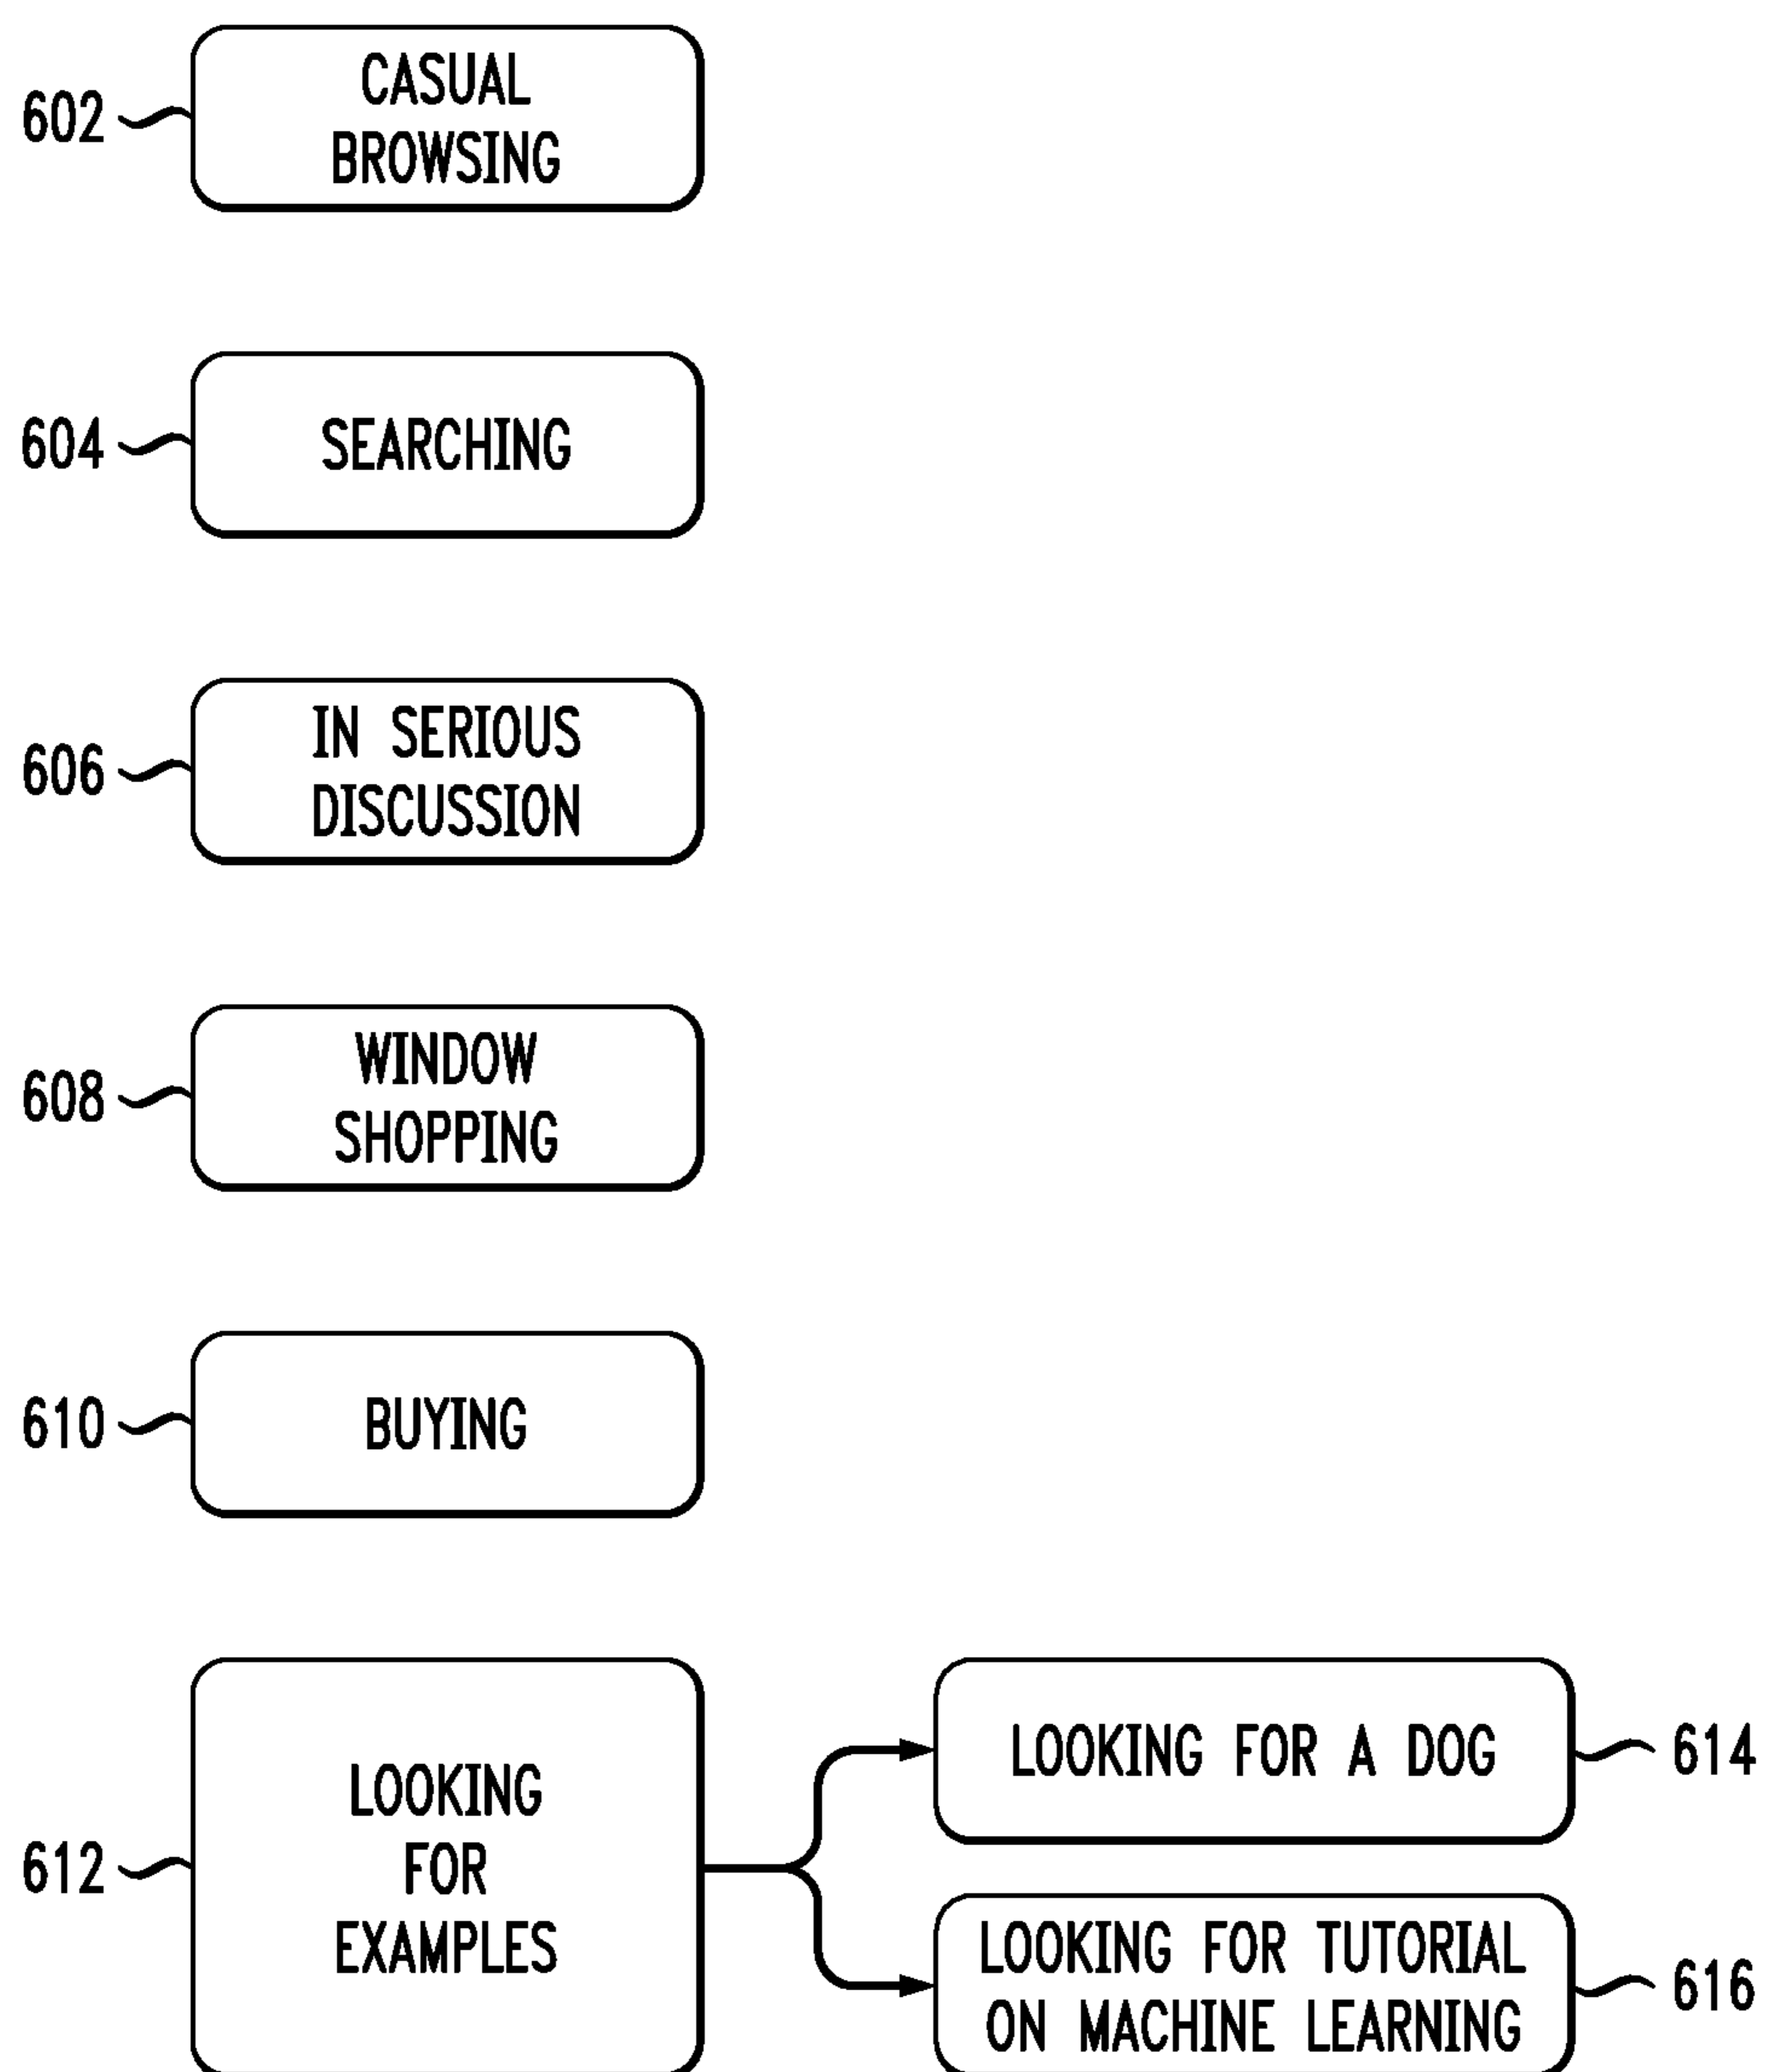 602
CASUAL
BROWSING
604
SEARCHING
606
IN SERIOUS
DISCUSSION
608
WINDOW
SHOPPING
610
BUYING
612
LOOKING
FOR
EXAMPLES
LOOKING FOR A DOG
614
LOOKING FOR TUTORIAL
ON MACHINE LEARNING
616